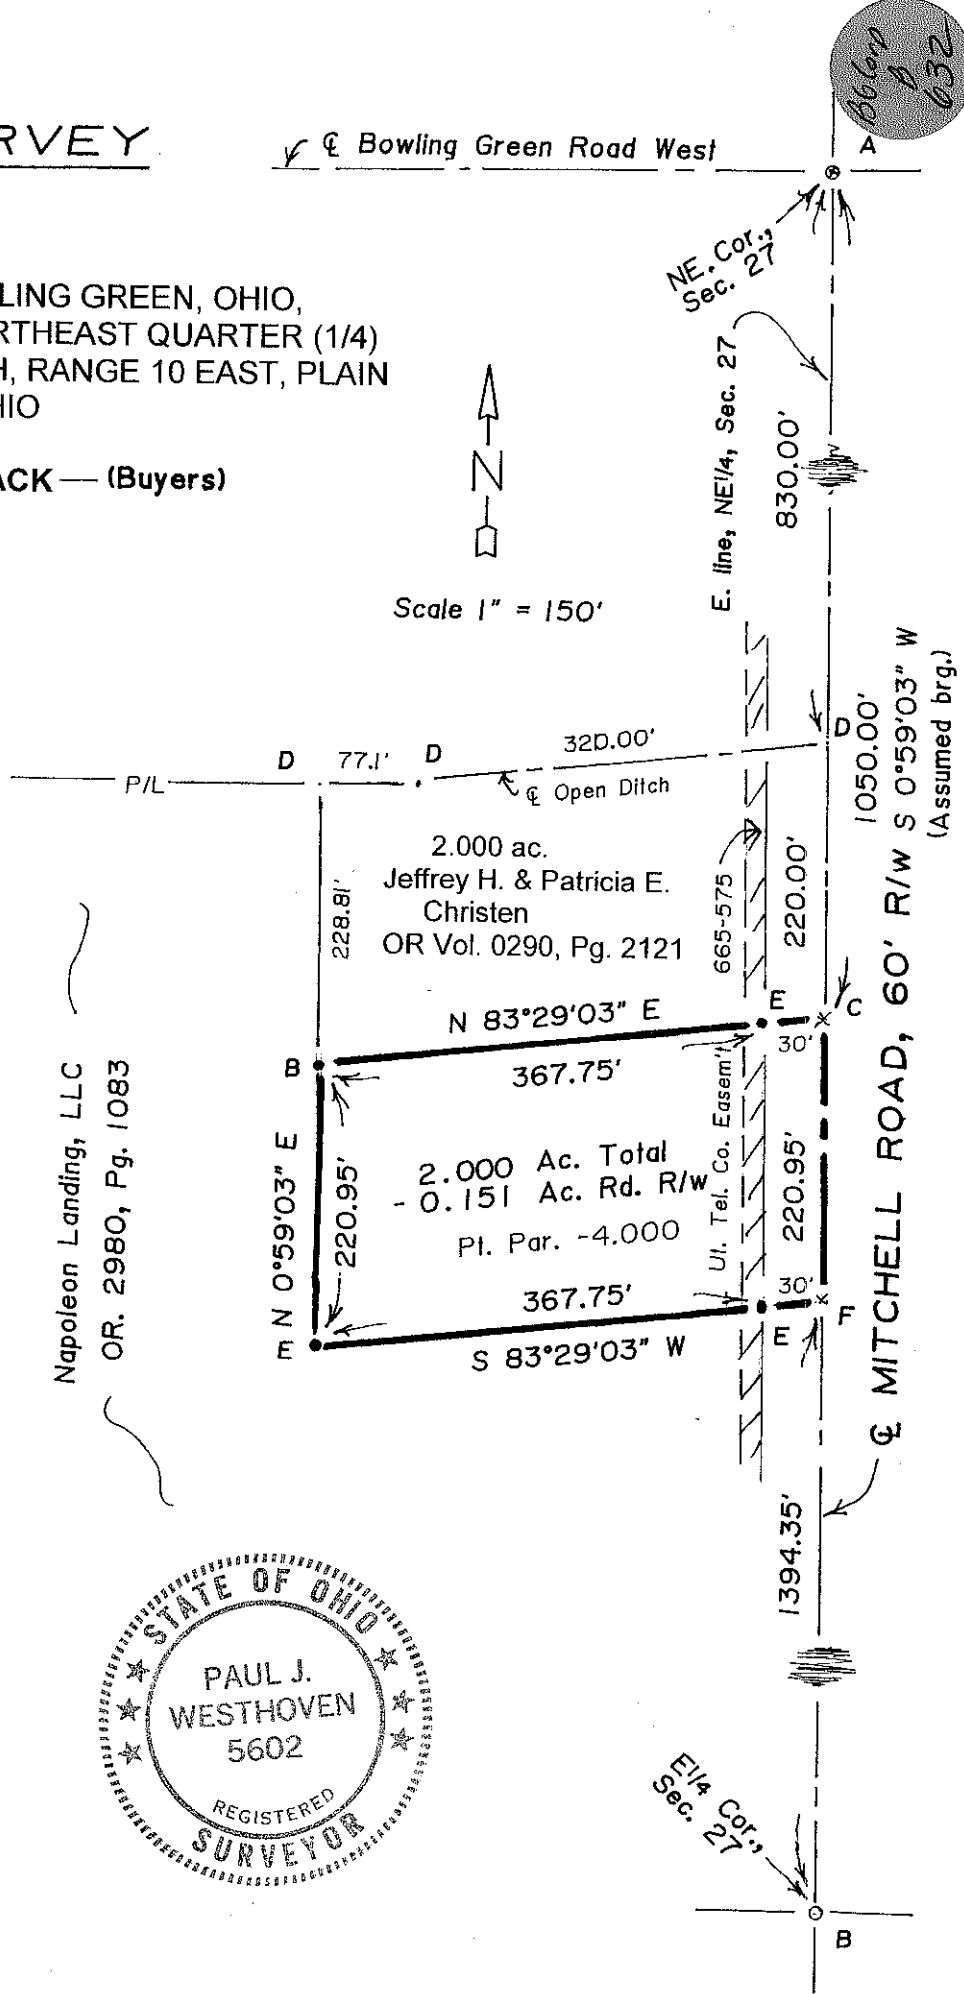 RVEY
LING GREEN, OHIO,
RTHEAST QUARTER (1/4)
H, RANGE 10 EAST, PLAIN
HIO
ACK — (Buyers)
℄ Bowling Green Road West
632
A
NE. Cor.,
Sec. 27
N
Scale 1" = 150'
E. line, NE1/4, Sec. 27
830.00'
1050.00'
℄ MITCHELL ROAD, 60' R/W S 0°59'03" W
(Assumed brg.)
D
77.1'
D
320.00'
D
P/L
℄ Open Ditch
2.000 ac.
Jeffrey H. & Patricia E.
Christen
OR Vol. 0290, Pg. 2121
228.81'
665-575
220.00'
N 83°29'03" E
367.75'
E
C
30'
B
Napoleon Landing, LLC
OR. 2980, Pg. 1083
N 0°59'03" E
220.95'
2.000 Ac. Total
- 0.151 Ac. Rd. R/w
Pt. Par. -4.000
Ut. Tel. Co. Easem't
220.95'
367.75'
30'
E
S 83°29'03" W
E
F
1394.35'
STATE OF OHIO
PAUL J.
WESTHOVEN
5602
REGISTERED
SURVEYOR
E1/4 Cor.,
Sec. 27
B